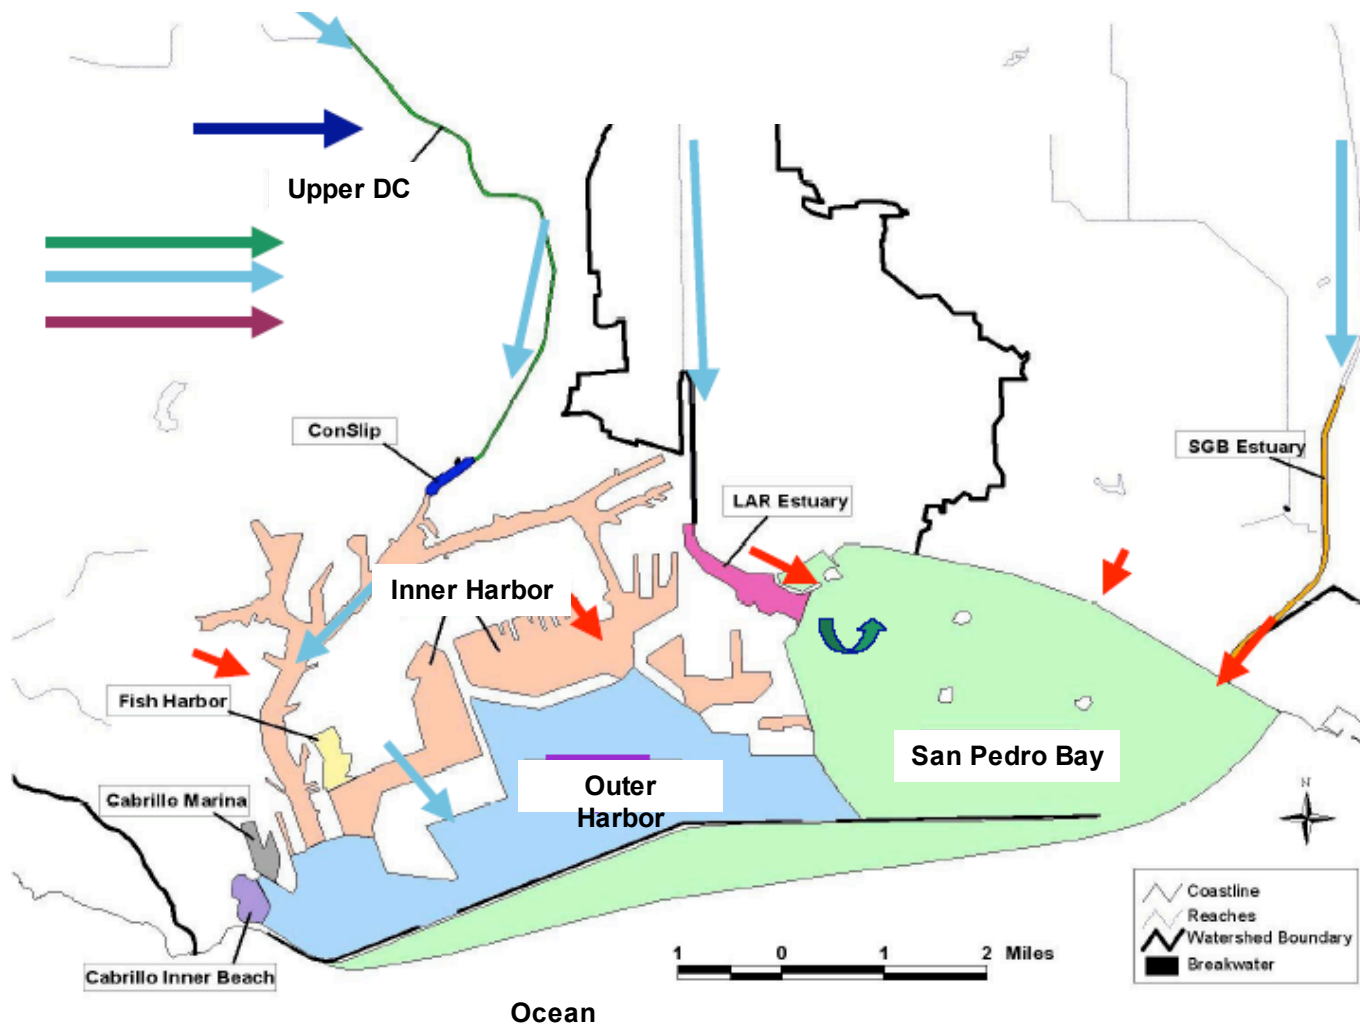 Upper DC
ConSlip
SGB Estuary
LAR Estuary
Inner Harbor
Fish Harbor
San Pedro Bay
Outer
Harbor
Cabrillo Marina
N
Coastline
Reaches
Watershed Boundary
Breakwater
1 0 1 2 Miles
Cabrillo Inner Beach
Ocean